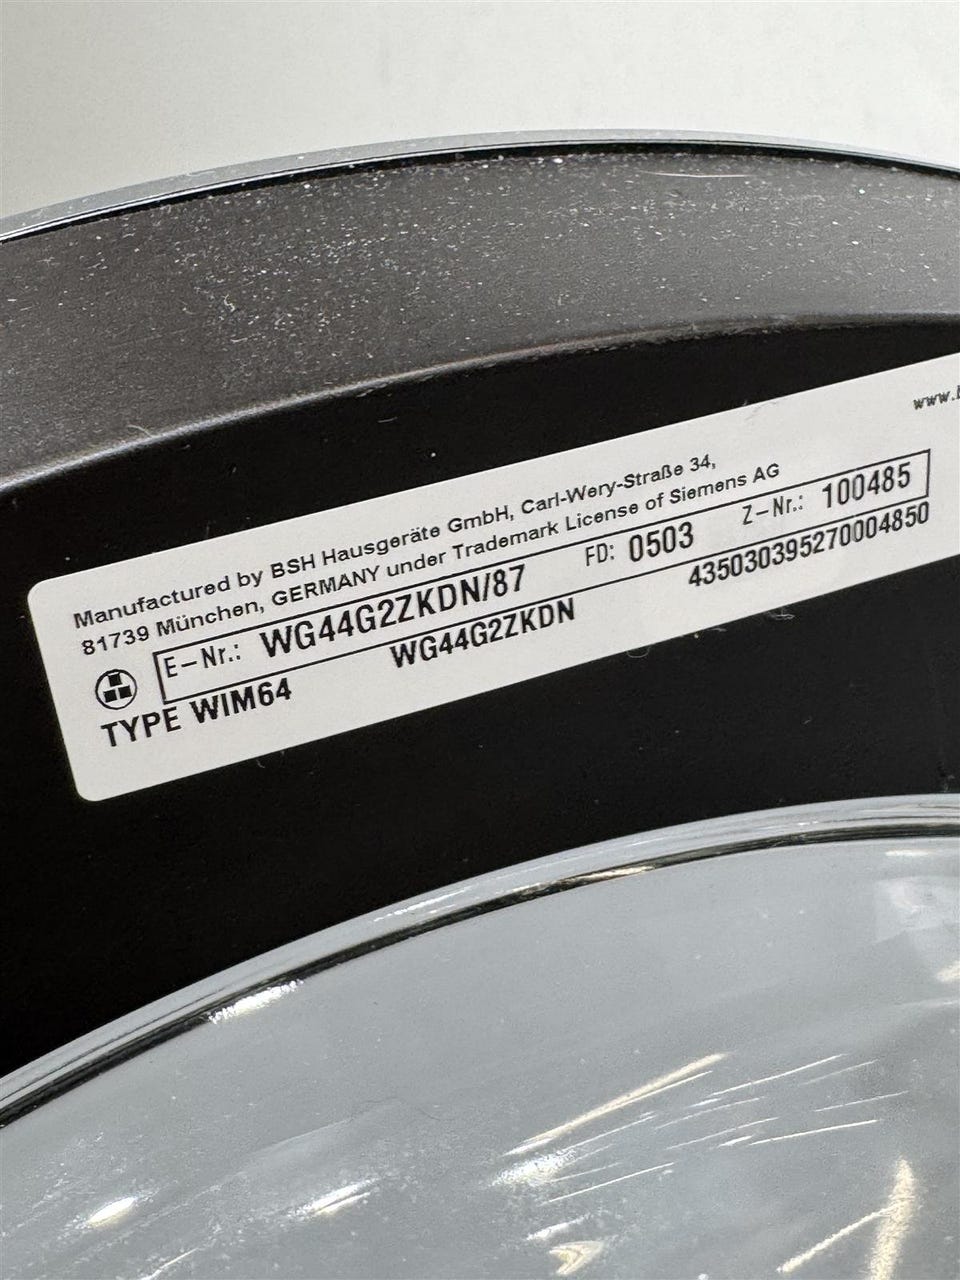 www.b
Manufactured by BSH Hausgeräte GmbH, Carl-Wery-Straße 34,
81739 München, GERMANY under Trademark License of Siemens AG
E-Nr.: WG44G2ZKDN/87 FD: 0503 Z-Nr.: 100485
TYPE WIM64 WG44G2ZKDN 435030395270004850